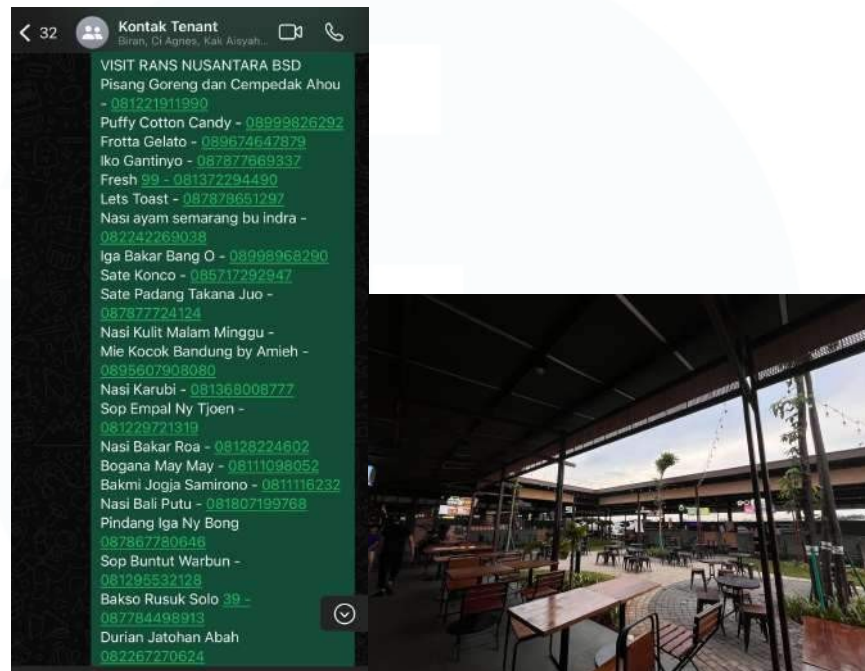 32
Kontak Tenant
Biran, Ci Agnes, Kak Aisyah...
VISIT RANS NUSANTARA BSD
Pisang Goreng dan Cempedak Ahou
- 081221911990
Puffy Cotton Candy - 08999826292
Frotta Gelato - 089674647879
Iko Gantinyo - 087877669337
Fresh 99 - 081372294490
Lets Toast - 087878651297
Nasi ayam semarang bu indra -
082242269038
Iga Bakar Bang O - 08998968290
Sate Konco - 085717292947
Sate Padang Takana Juo -
087877724124
Nasi Kulit Malam Minggu -
Mie Kocok Bandung by Amieh -
0895607908080
Nasi Karubi - 081368008777
Sop Empal Ny Tjoen -
081229721319
Nasi Bakar Roa - 08128224602
Bogana May May - 08111098052
Bakmi Jogja Samirono - 0811116232
Nasi Bali Putu - 081807199768
Pindang Iga Ny Bong
087867780646
Sop Buntut Warbun -
081295532128
Bakso Rusuk Solo 39 -
087784498913
Durian Jatohan Abah
082267270624